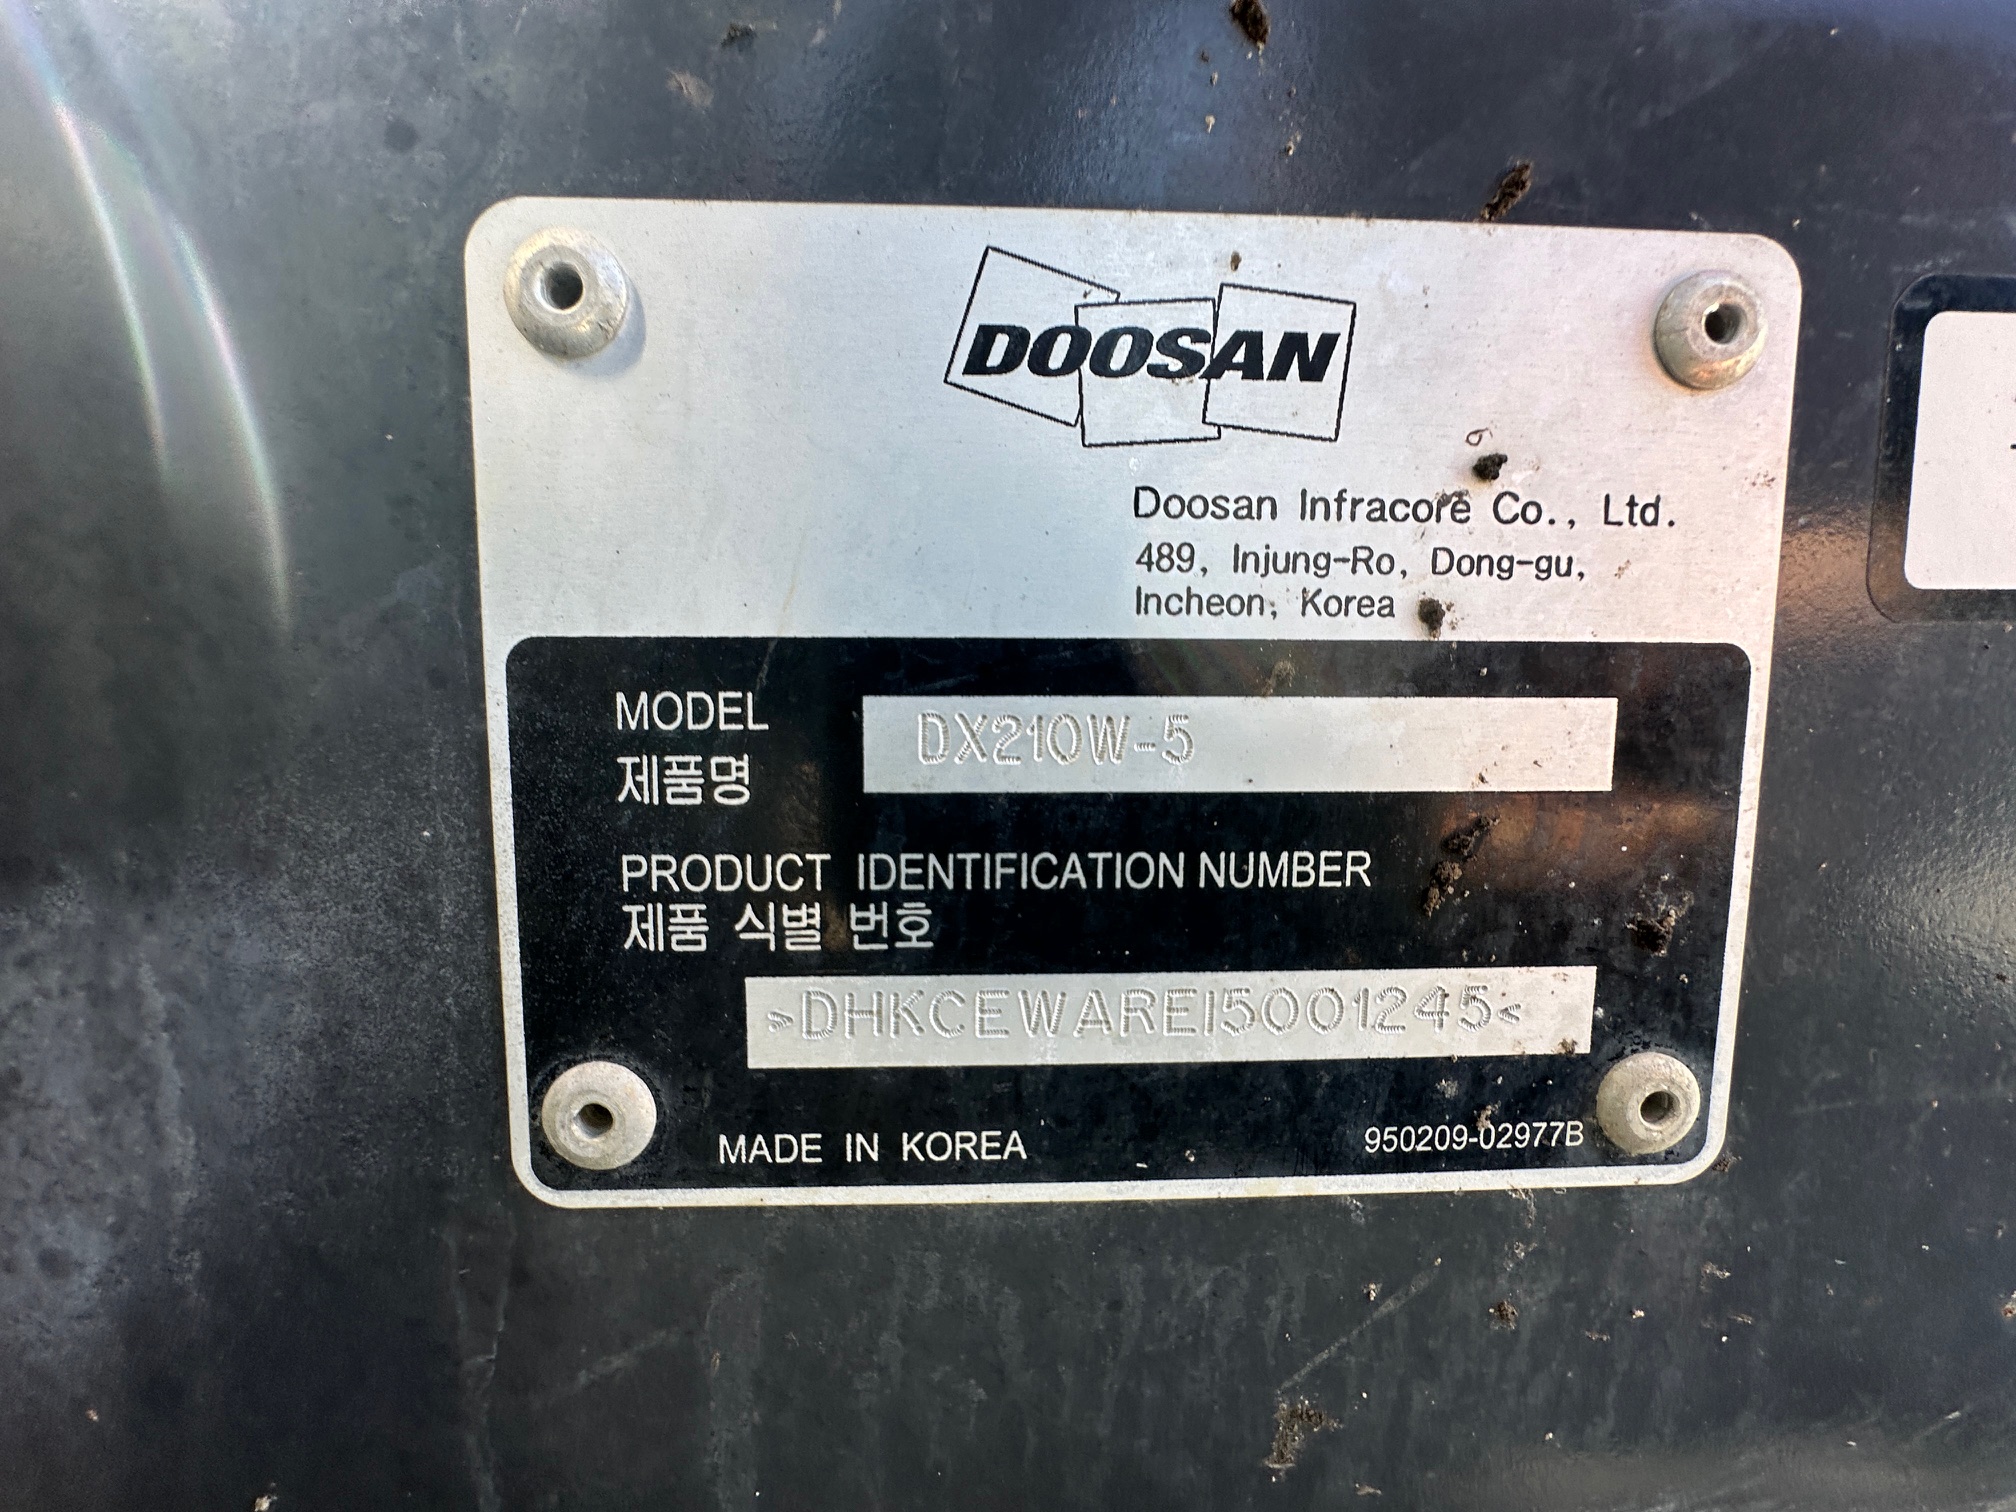 DOOSAN
Doosan Infracore Co., Ltd.
489, Injung-Ro, Dong-gu,
Incheon, Korea
MODEL DX210W-5
제품명
PRODUCT IDENTIFICATION NUMBER
제품 식별 번호
>DHKCEWAREI5001245<
MADE IN KOREA 950209-02977B